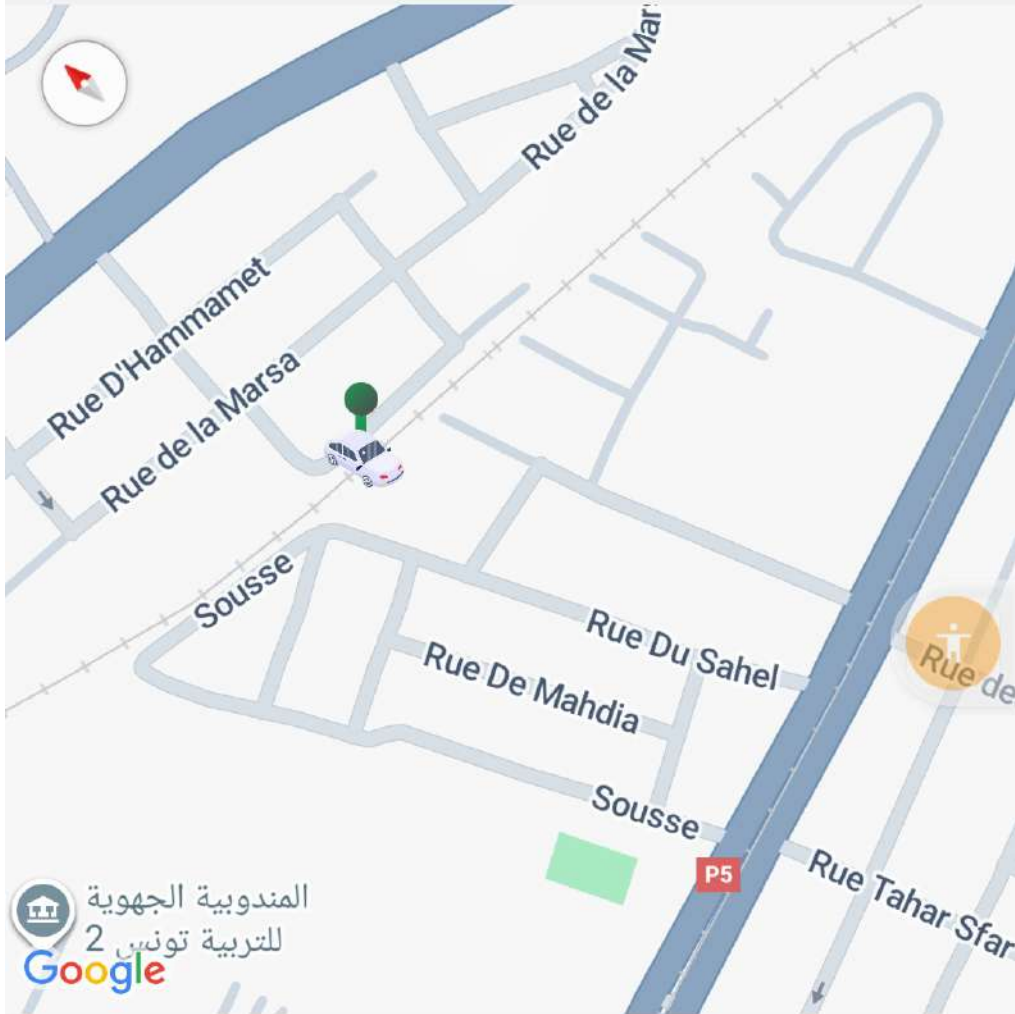 Rue de la Mar
Rue D'Hammamet
Rue de la Marsa
Sousse
Rue Du Sahel
Rue de
Rue De Mahdia
Sousse
P5
Rue Tahar Sfar
المندوبية الجهوية
للتربية تونس 2
Google